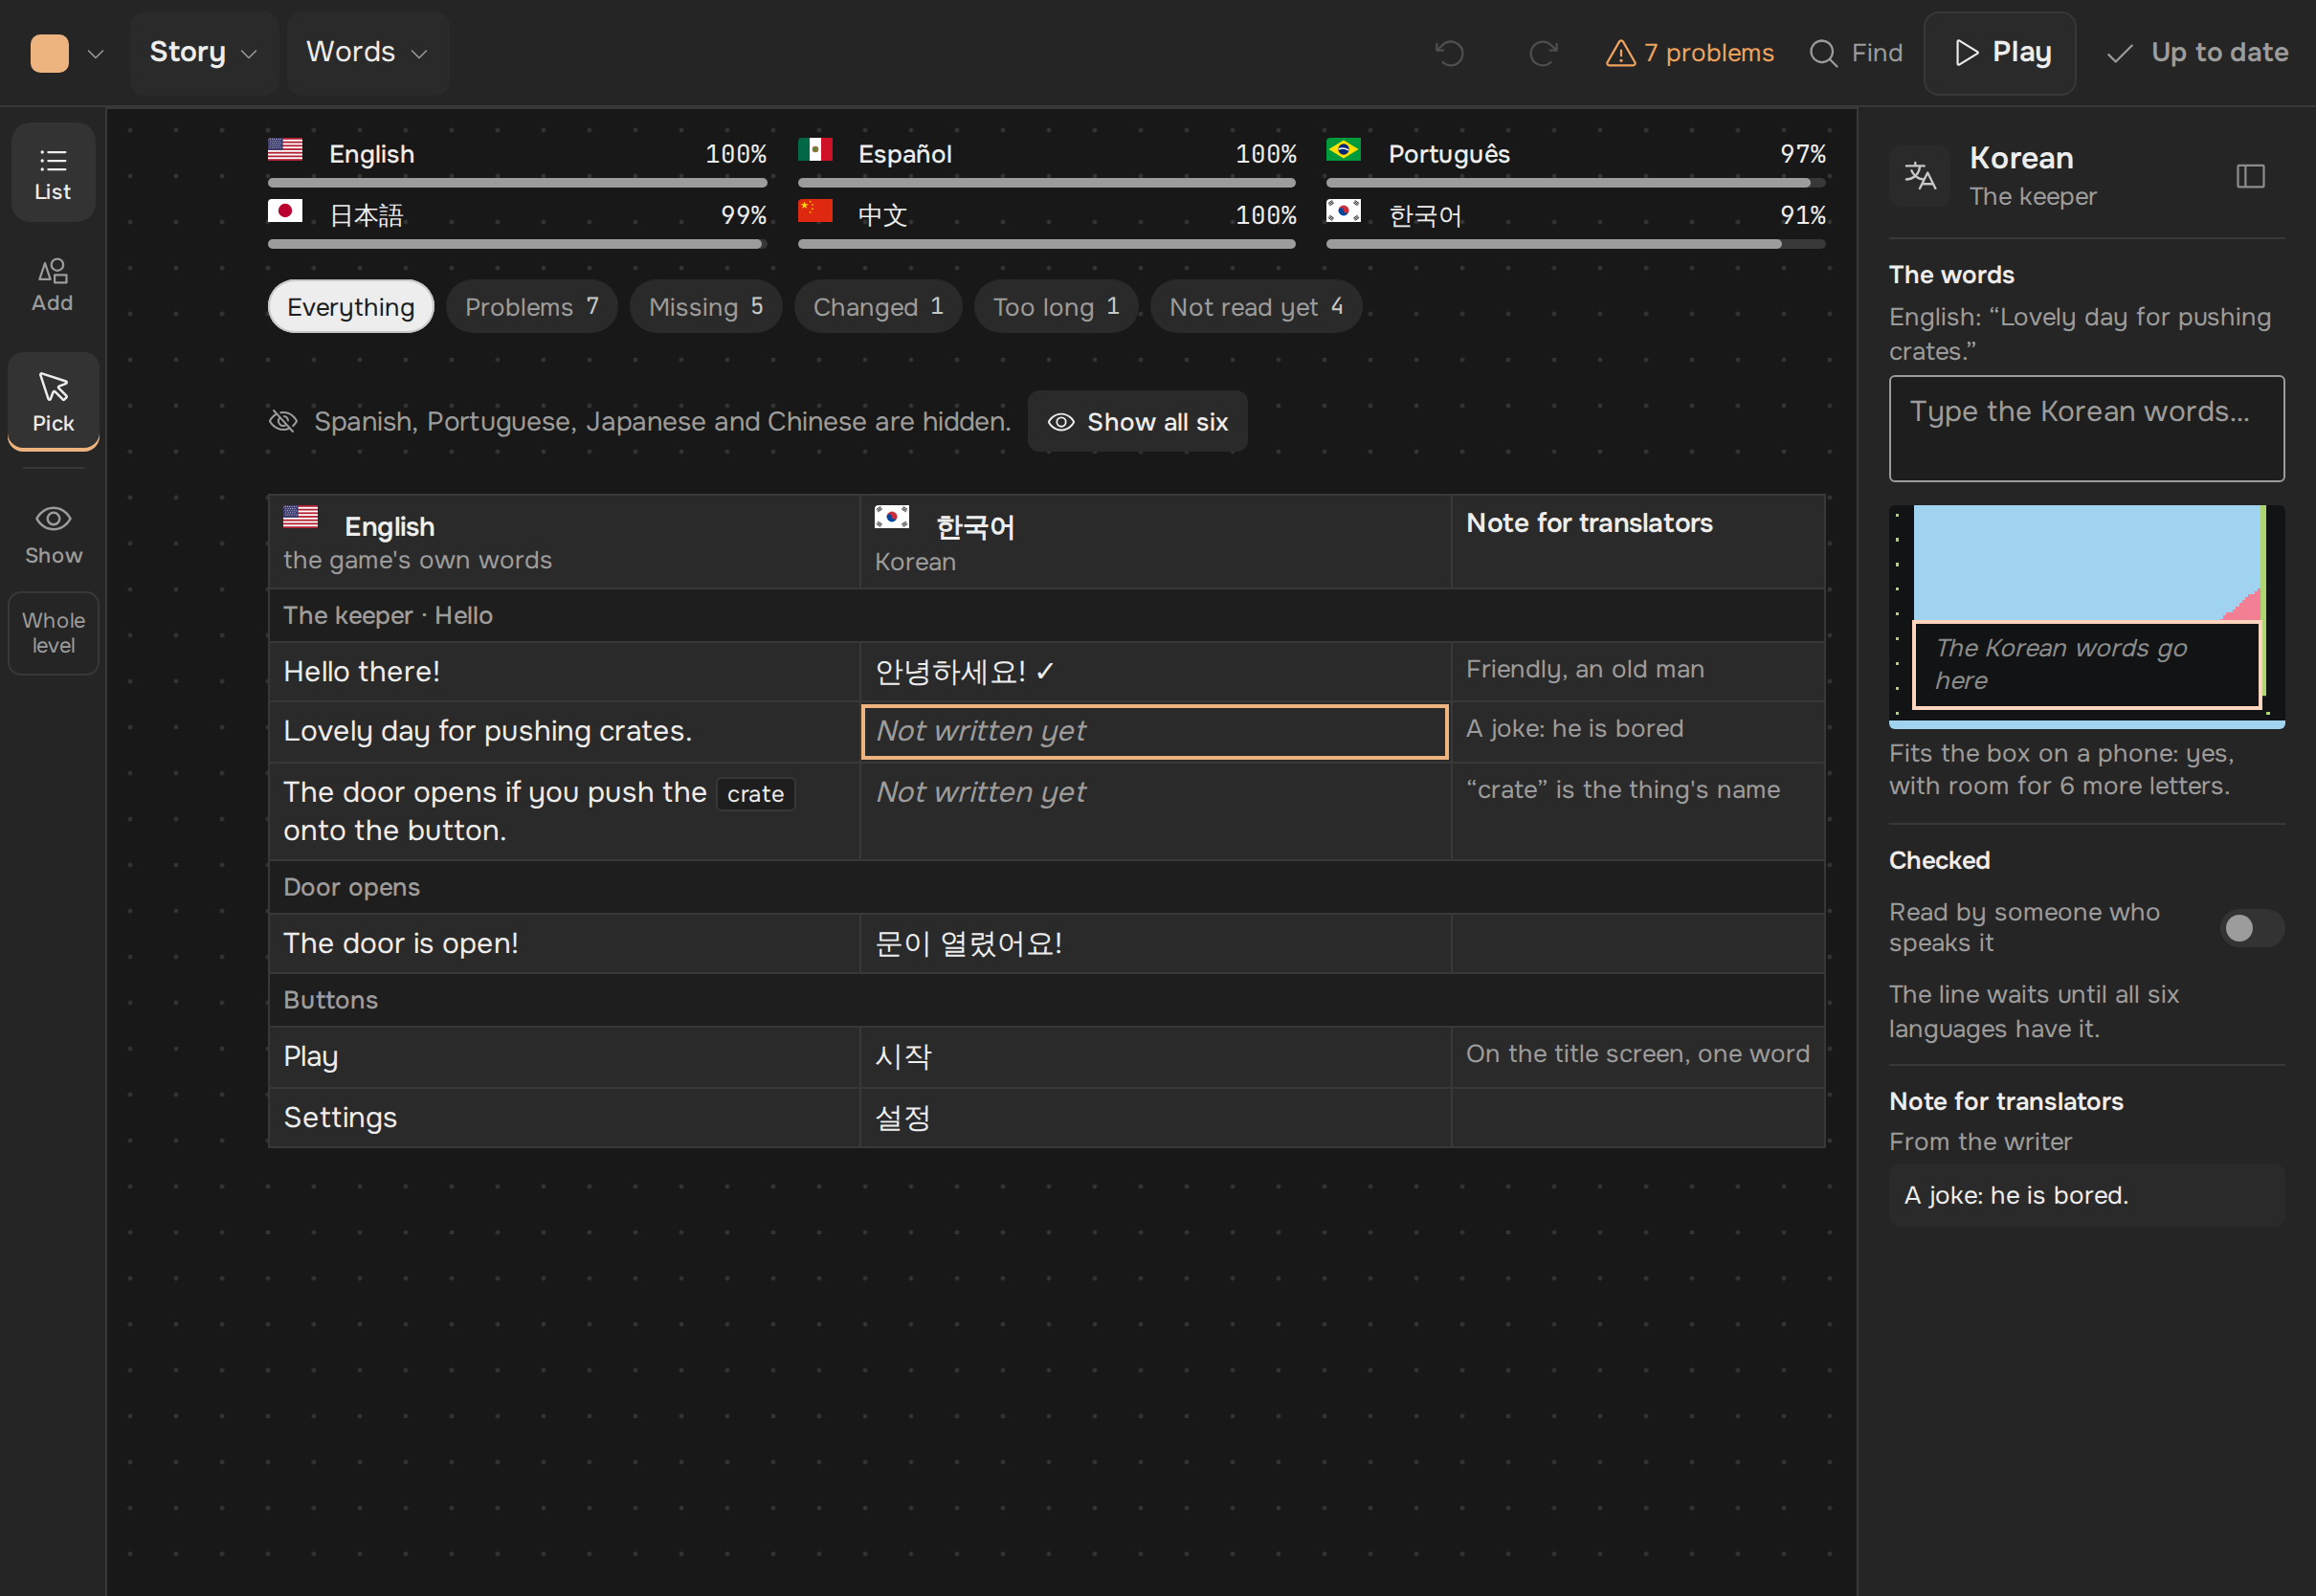 Story
Words
7 problems
Find
Play
Up to date
List
Add
Pick
Show
Whole
level
English 100%
Español 100%
Português 97%
日本語 99%
中文 100%
한국어 91%
Everything
Problems 7
Missing 5
Changed 1
Too long 1
Not read yet 4
Spanish, Portuguese, Japanese and Chinese are hidden.
Show all six
English
the game's own words
한국어
Korean
Note for translators
The keeper · Hello
Hello there!
안녕하세요! ✓
Friendly, an old man
Lovely day for pushing crates.
Not written yet
A joke: he is bored
The door opens if you push the crate
onto the button.
Not written yet
“crate” is the thing's name
Door opens
The door is open!
문이 열렸어요!
Buttons
Play
시작
On the title screen, one word
Settings
설정
Korean
The keeper
The words
English: “Lovely day for pushing
crates.”
Type the Korean words...
The Korean words go
here
Fits the box on a phone: yes,
with room for 6 more letters.
Checked
Read by someone who
speaks it
The line waits until all six
languages have it.
Note for translators
From the writer
A joke: he is bored.